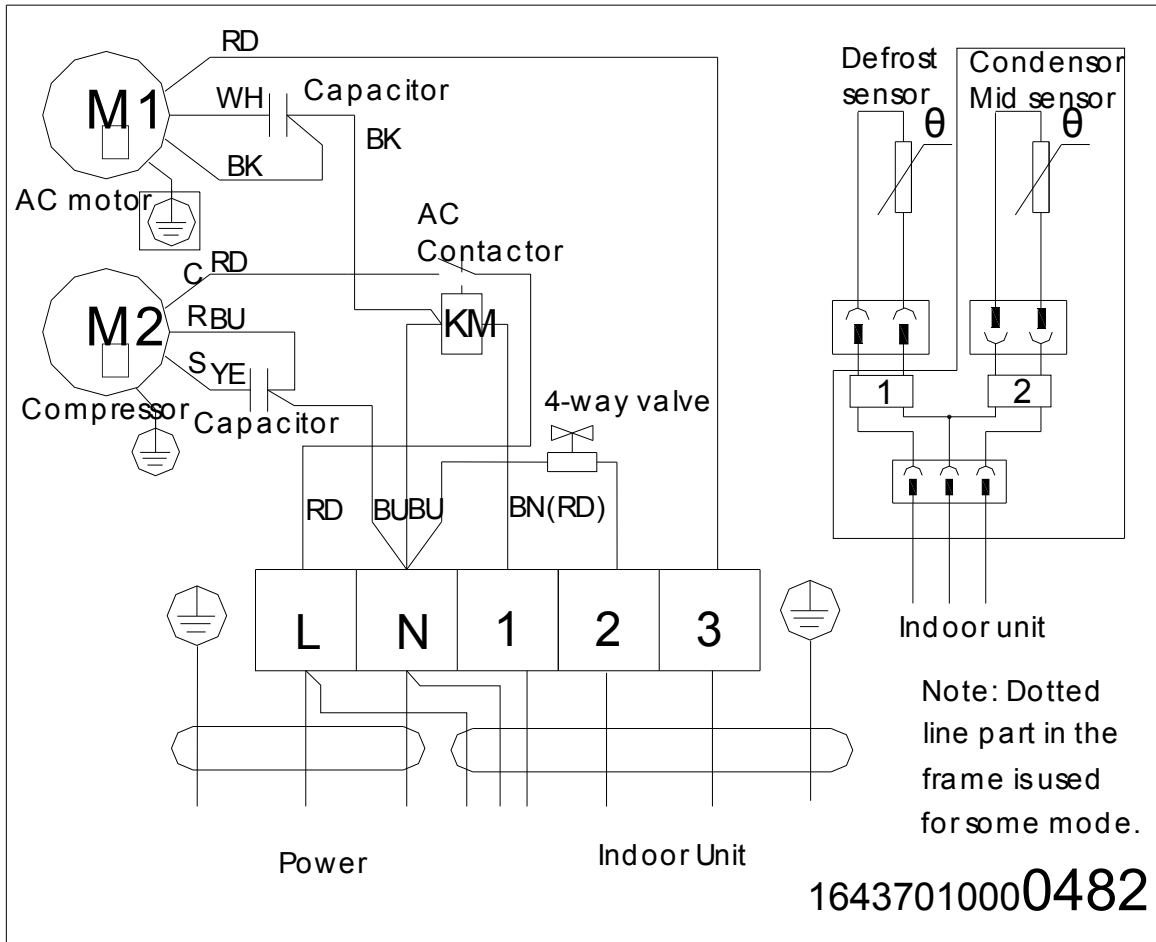 RD
M1
WH
Capacitor
BK
BK
AC motor
Defrost
sensor
θ
Condensor
Mid sensor
θ
AC
Contactor
C RD
KM
M2
R BU
S YE
Compressor
Capacitor
4-way valve
RD
BU BU
BN(RD)
1
2
L N 1 2 3
Indoor unit
Note: Dotted
line part in the
frame is used
for some mode.
Power
Indoor Unit
16437010000482